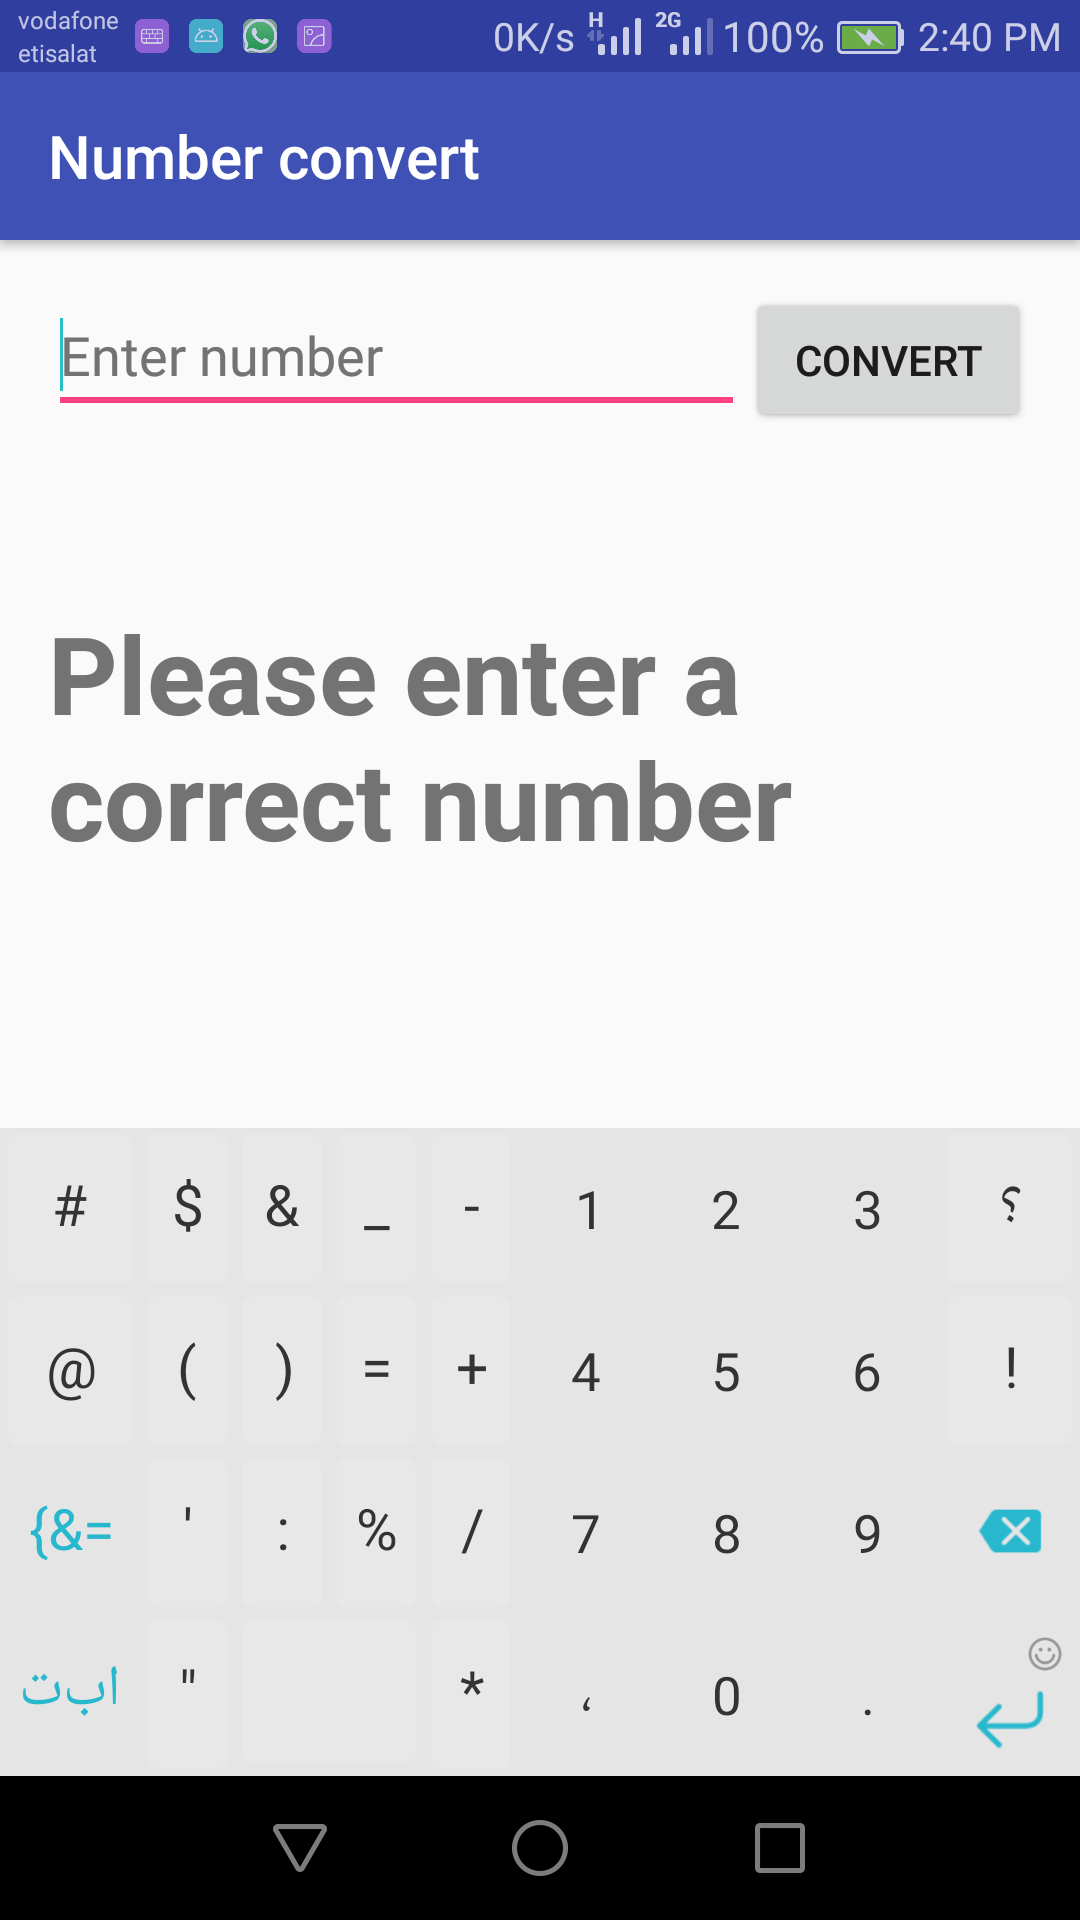 vodafone
etisalat
0K/s H 2G 100% 2:40 PM
Number convert
Enter number
CONVERT
Please enter a
correct number
# $ & _ - 1 2 3 ؟
@ ( ) = + 4 5 6 !
{&= ' : % / 7 8 9
ابت " * ، 0 .